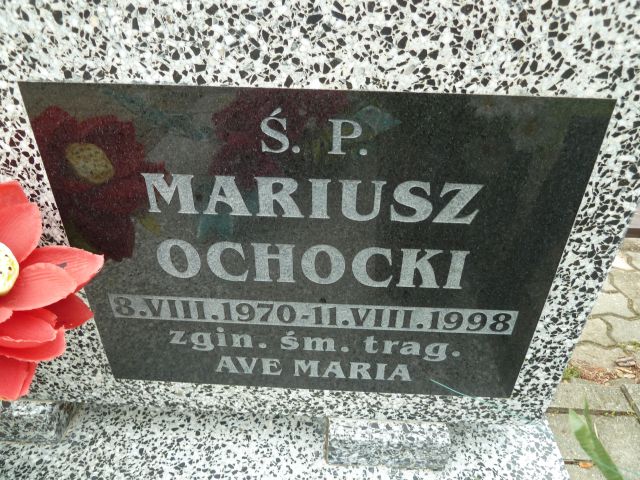 Ś. P.
MARIUSZ
OCHOCKI
8.VIII.1970-11.VIII.1998
zgin. śm. trag.
AVE MARIA